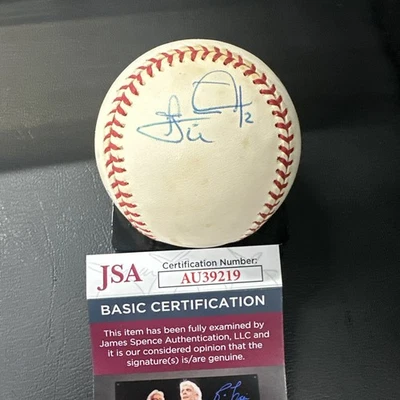 JSA
Certification Number:
AU39219
BASIC CERTIFICATION
This item has been fully examined by
James Spence Authentication, LLC and
it is our considered opinion that the
signature(s) is/are genuine.